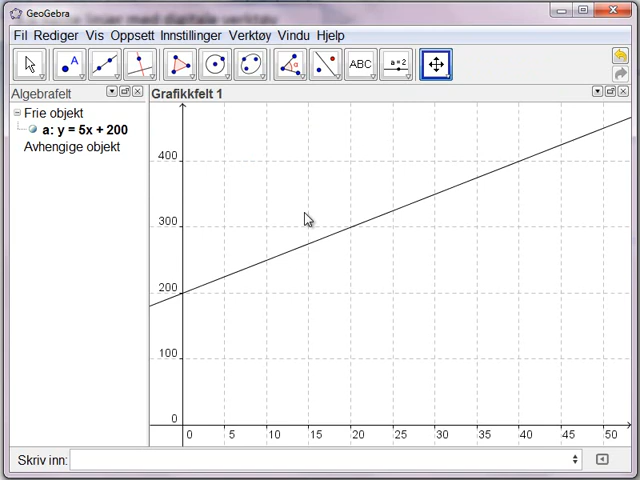 GeoGebra
Fil Rediger Vis Oppsett Innstillinger Verktøy Vindu Hjelp
A
α
ABC
a=2
Algebrafelt
Grafikkfelt 1
Frie objekt
a: y = 5x + 200
Avhengige objekt
400
300
200
100
0
0 5 10 15 20 25 30 35 40 45 50
Skriv inn: